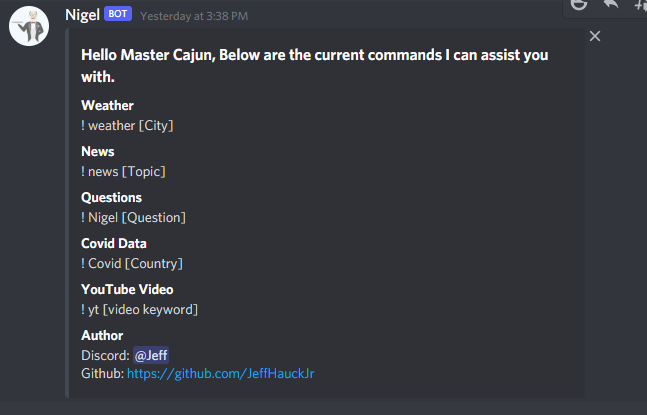 Nigel BOT Yesterday at 3:38 PM
Hello Master Cajun, Below are the current commands I can assist you
with.
Weather
! weather [City]
News
! news [Topic]
Questions
! Nigel [Question]
Covid Data
! Covid [Country]
YouTube Video
! yt [video keyword]
Author
Discord: @Jeff
Github: https://github.com/JeffHauckJr